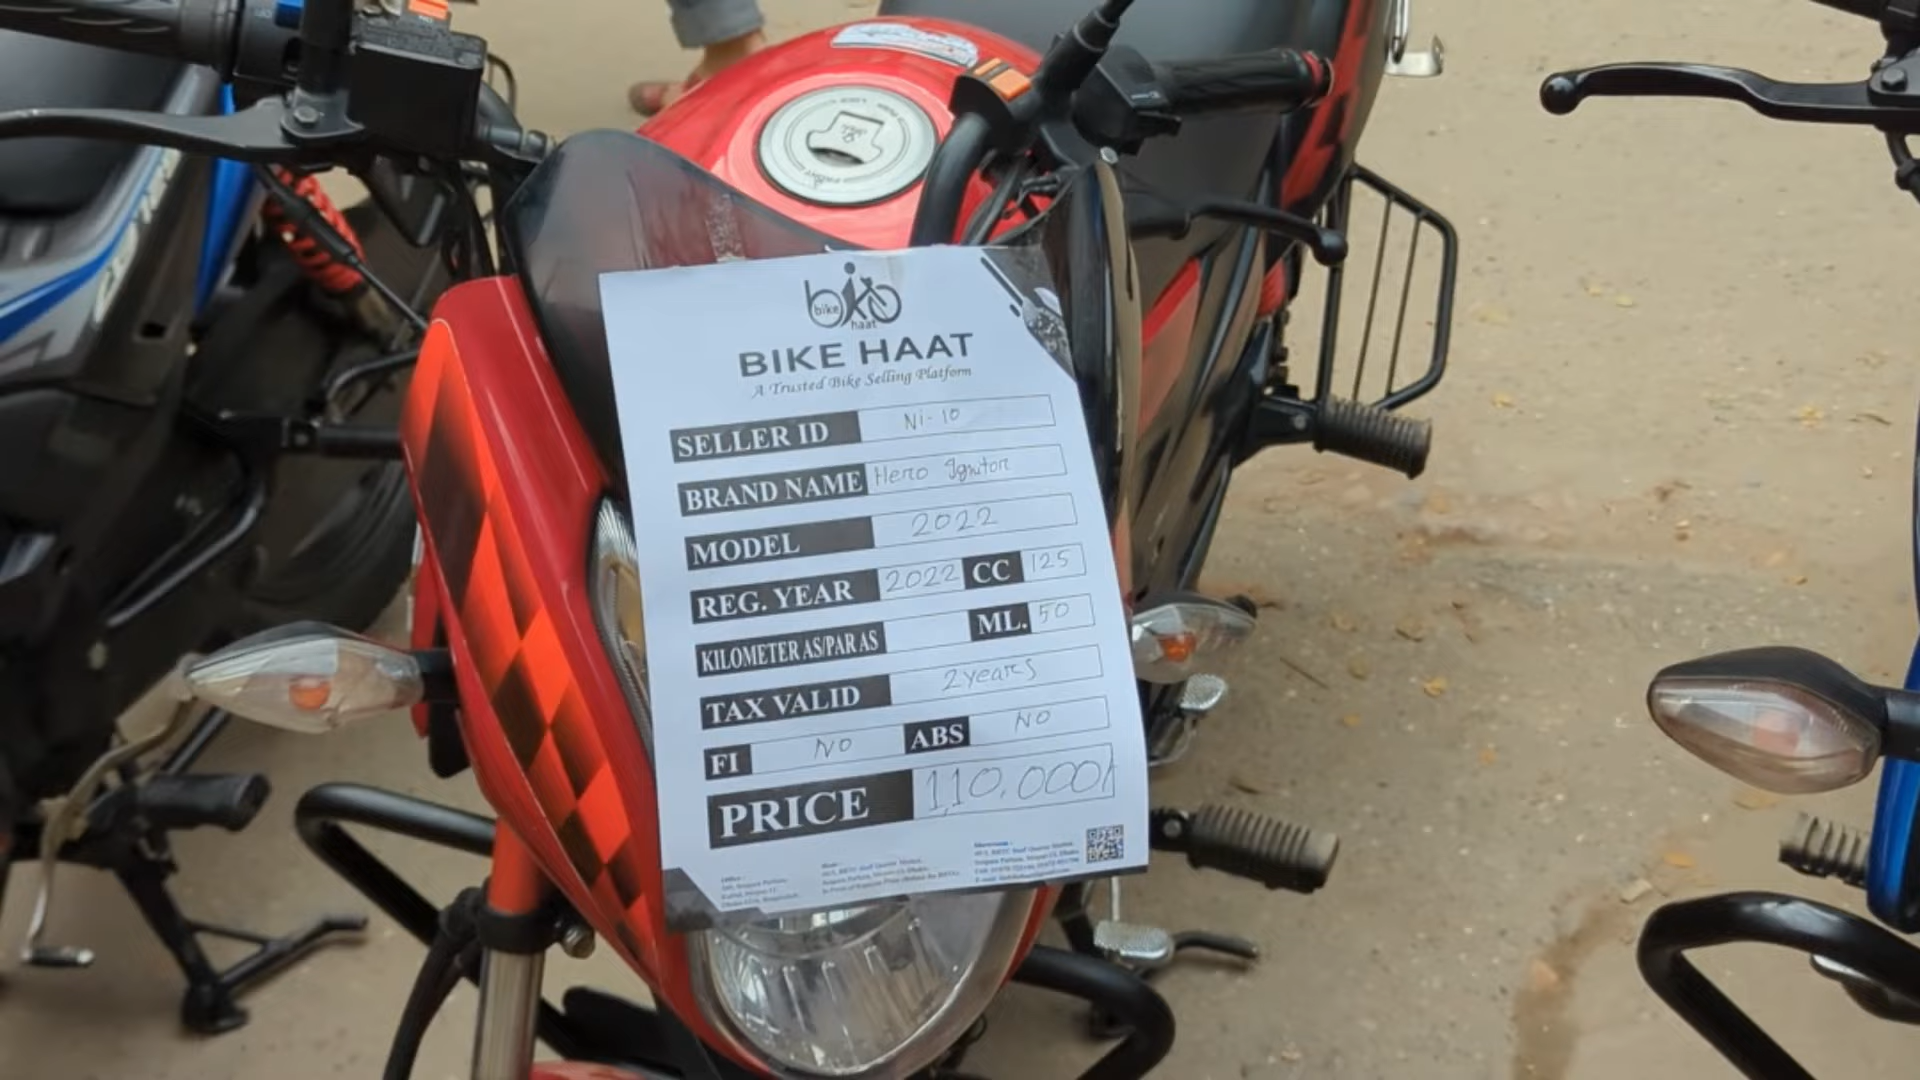 bike
haat
BIKE HAAT
A Trusted Bike Selling Platform
SELLER ID Ni-10
BRAND NAME Hero Ignitor
MODEL 2022
REG. YEAR 2022 CC 125
KILOMETER AS/PAR AS ML. 50
TAX VALID 2 years
FI NO ABS NO
PRICE 1,10,000/